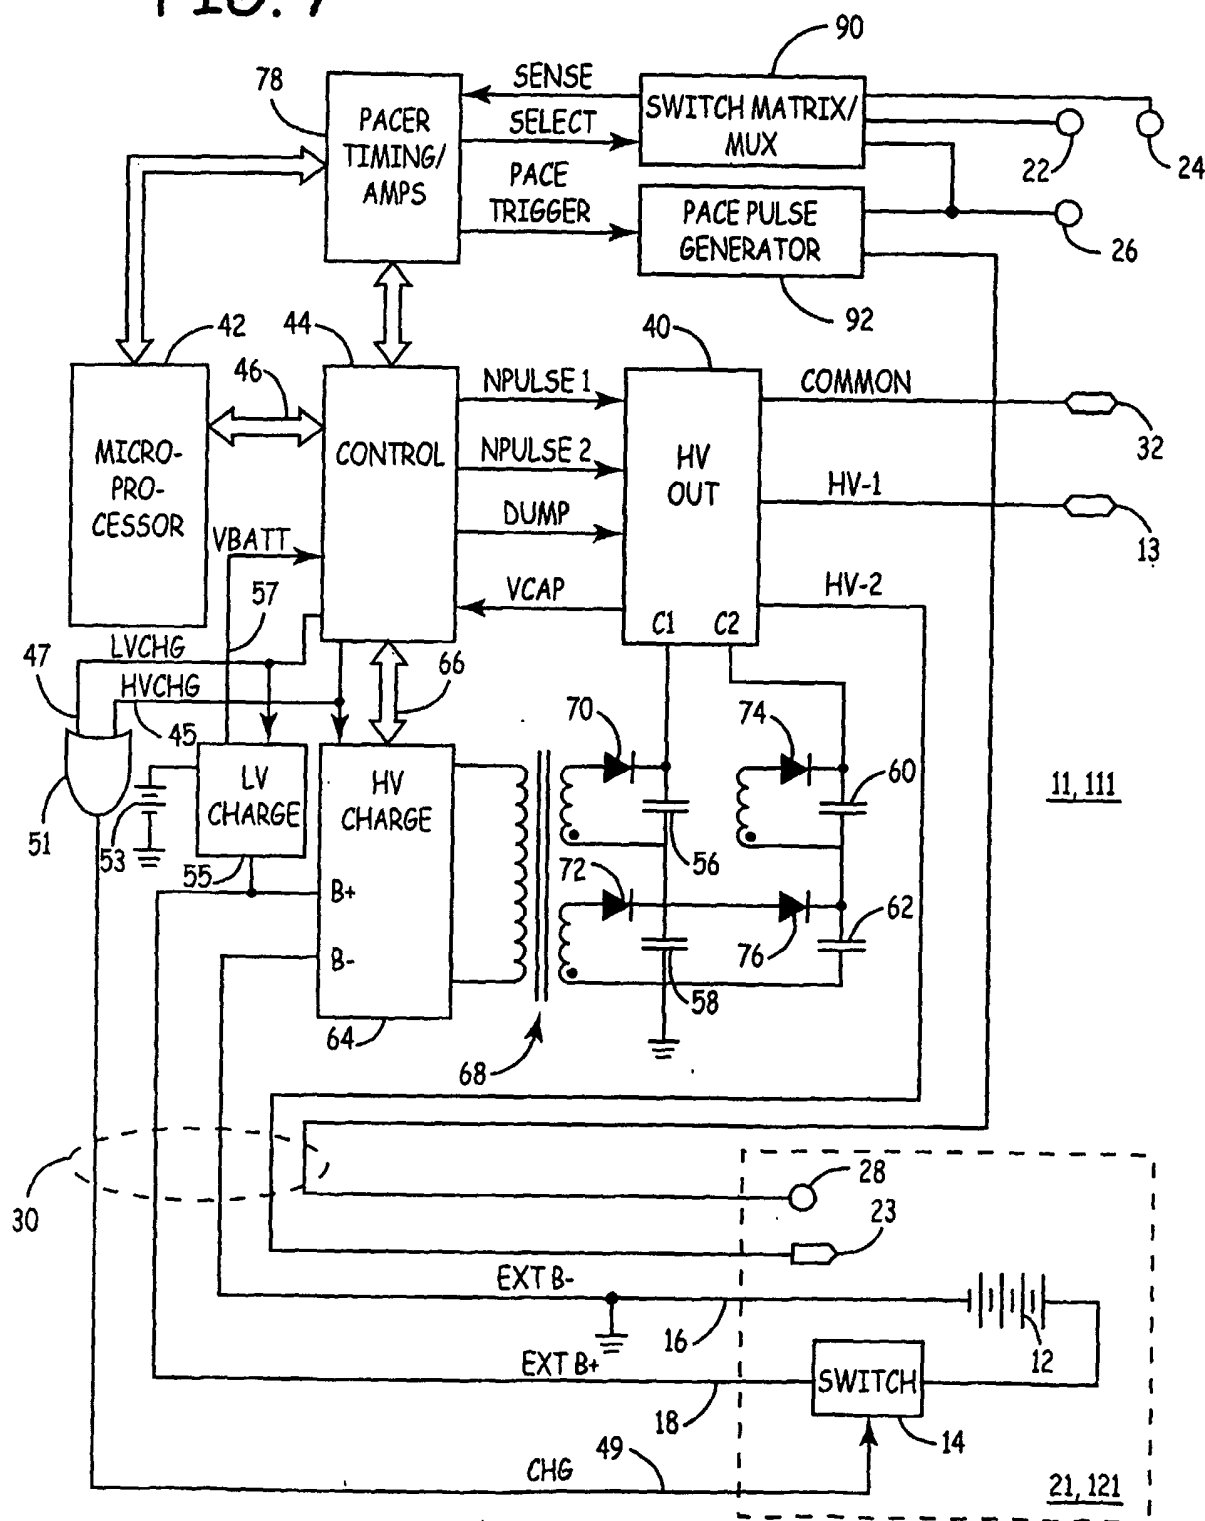 FIG. 7
90
78
SENSE
SELECT
PACE
TRIGGER
PACER
TIMING/
AMPS
SWITCH MATRIX/
MUX
22
24
PACE PULSE
GENERATOR
26
92
42
44
40
46
MICRO-
PRO-
CESSOR
CONTROL
NPULSE 1
NPULSE 2
DUMP
VCAP
HV
OUT
C1
C2
COMMON
32
HV-1
13
HV-2
VBATT
57
47
LVCHG
HVCHG
45
66
51
53
LV
CHARGE
55
HV
CHARGE
B+
B-
64
68
70
74
60
56
72
76
62
58
11, 111
30
28
23
EXT B-
16
12
EXT B+
18
SWITCH
14
49
CHG
21, 121